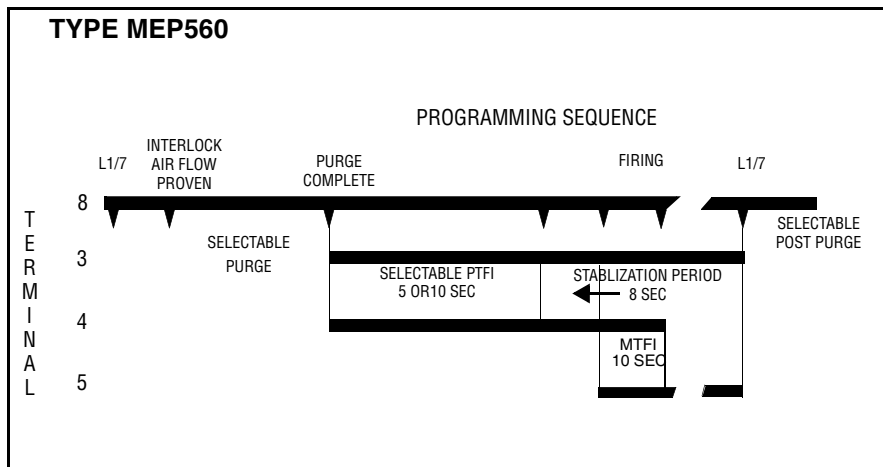 TYPE MEP560
PROGRAMMING SEQUENCE
L1/7
INTERLOCK
AIR FLOW
PROVEN
PURGE
COMPLETE
FIRING
L1/7
TERMINAL
8
SELECTABLE
POST PURGE
SELECTABLE
PURGE
3
SELECTABLE PTFI
5 OR10 SEC
STABLIZATION PERIOD
8 SEC
4
MTFI
10 SEC
5